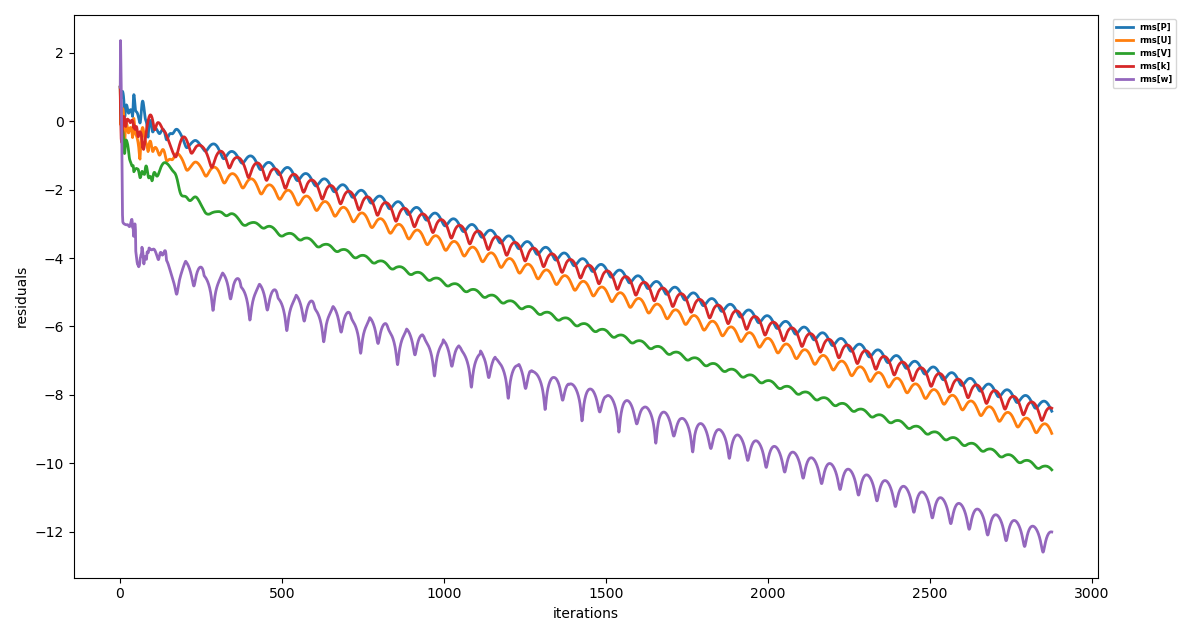 rms[P]
rms[U]
rms[V]
rms[k]
rms[w]
2
0
−2
−4
−6
−8
−10
−12
residuals
0 500 1000 1500 2000 2500 3000
iterations